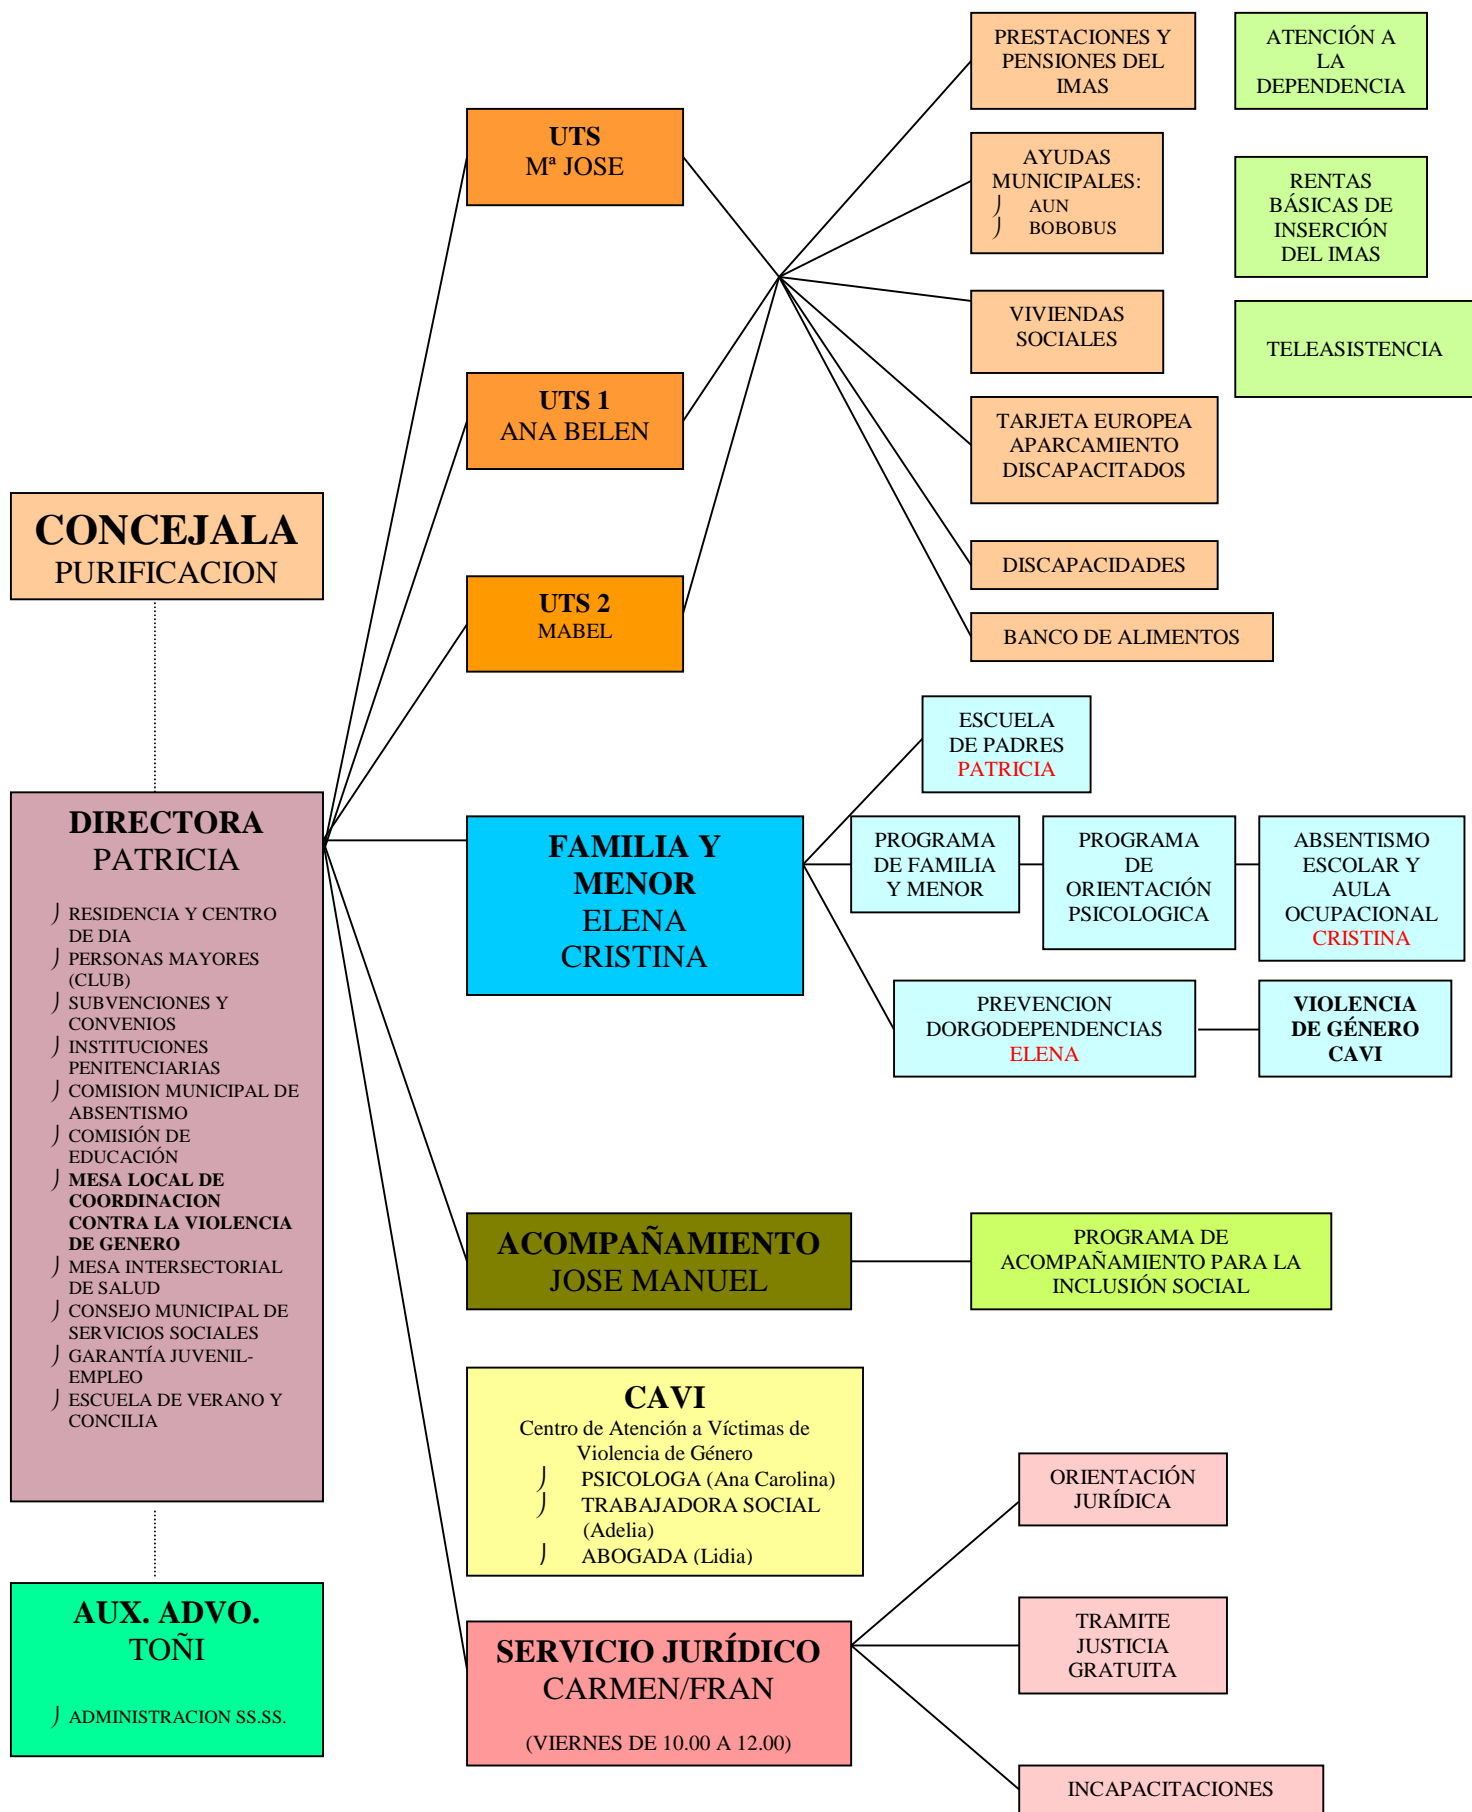 CONCEJALA
PURIFICACION
DIRECTORA
PATRICIA
RESIDENCIA Y CENTRO
DE DIA
PERSONAS MAYORES
(CLUB)
SUBVENCIONES Y
CONVENIOS
INSTITUCIONES
PENITENCIARIAS
COMISION MUNICIPAL DE
ABSENTISMO
COMISIÓN DE
EDUCACIÓN
MESA LOCAL DE
COORDINACION
CONTRA LA VIOLENCIA
DE GENERO
MESA INTERSECTORIAL
DE SALUD
CONSEJO MUNICIPAL DE
SERVICIOS SOCIALES
GARANTÍA JUVENIL-
EMPLEO
ESCUELA DE VERANO Y
CONCILIA
AUX. ADVO.
TOÑI
ADMINISTRACION SS.SS.
UTS
Mª JOSE
UTS 1
ANA BELEN
UTS 2
MABEL
PRESTACIONES Y
PENSIONES DEL
IMAS
AYUDAS
MUNICIPALES:
AUN
BOBOBUS
VIVIENDAS
SOCIALES
TARJETA EUROPEA
APARCAMIENTO
DISCAPACITADOS
DISCAPACIDADES
BANCO DE ALIMENTOS
ATENCIÓN A
LA
DEPENDENCIA
RENTAS
BÁSICAS DE
INSERCIÓN
DEL IMAS
TELEASISTENCIA
FAMILIA Y
MENOR
ELENA
CRISTINA
ESCUELA
DE PADRES
PATRICIA
PROGRAMA
DE FAMILIA
Y MENOR
PROGRAMA
DE
ORIENTACIÓN
PSICOLOGICA
ABSENTISMO
ESCOLAR Y
AULA
OCUPACIONAL
CRISTINA
PREVENCION
DORGODEPENDENCIAS
ELENA
VIOLENCIA
DE GÉNERO
CAVI
ACOMPAÑAMIENTO
JOSE MANUEL
PROGRAMA DE
ACOMPAÑAMIENTO PARA LA
INCLUSIÓN SOCIAL
CAVI
Centro de Atención a Víctimas de
Violencia de Género
PSICOLOGA (Ana Carolina)
TRABAJADORA SOCIAL
(Adelia)
ABOGADA (Lidia)
SERVICIO JURÍDICO
CARMEN/FRAN
(VIERNES DE 10.00 A 12.00)
ORIENTACIÓN
JURÍDICA
TRAMITE
JUSTICIA
GRATUITA
INCAPACITACIONES